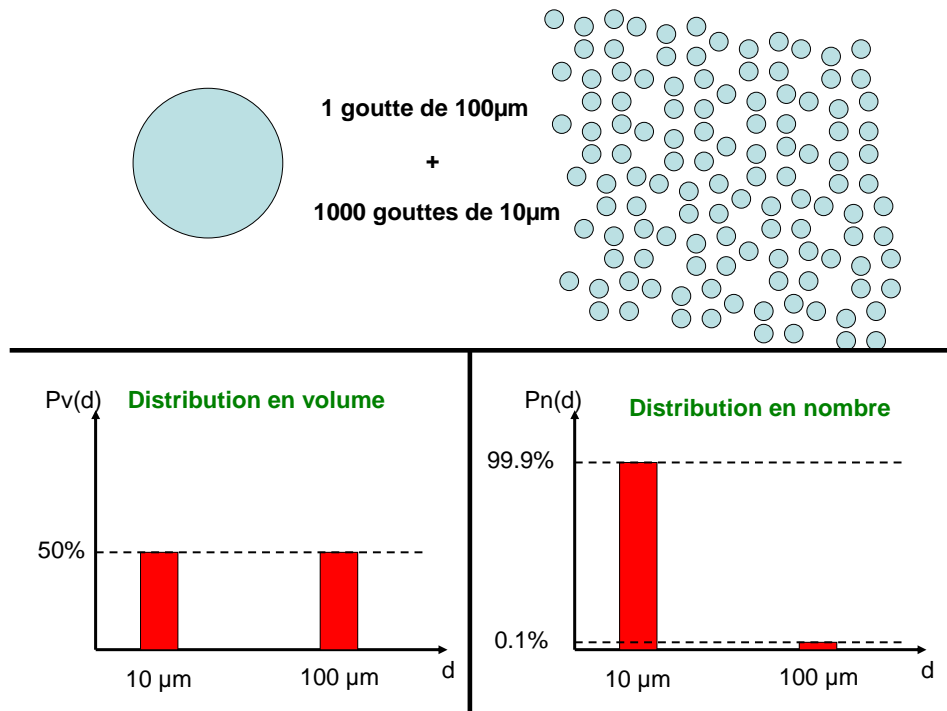 1 goutte de 100µm
+
1000 gouttes de 10µm
Pv(d)
Distribution en volume
50%
10 µm
100 µm
d
Pn(d)
Distribution en nombre
99.9%
0.1%
10 µm
100 µm
d